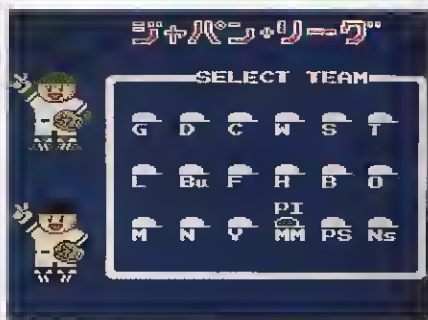 ジャパン・リーグ
SELECT TEAM
G D C W S T
L Bu F H B O
M N Y PI MM PS Ns